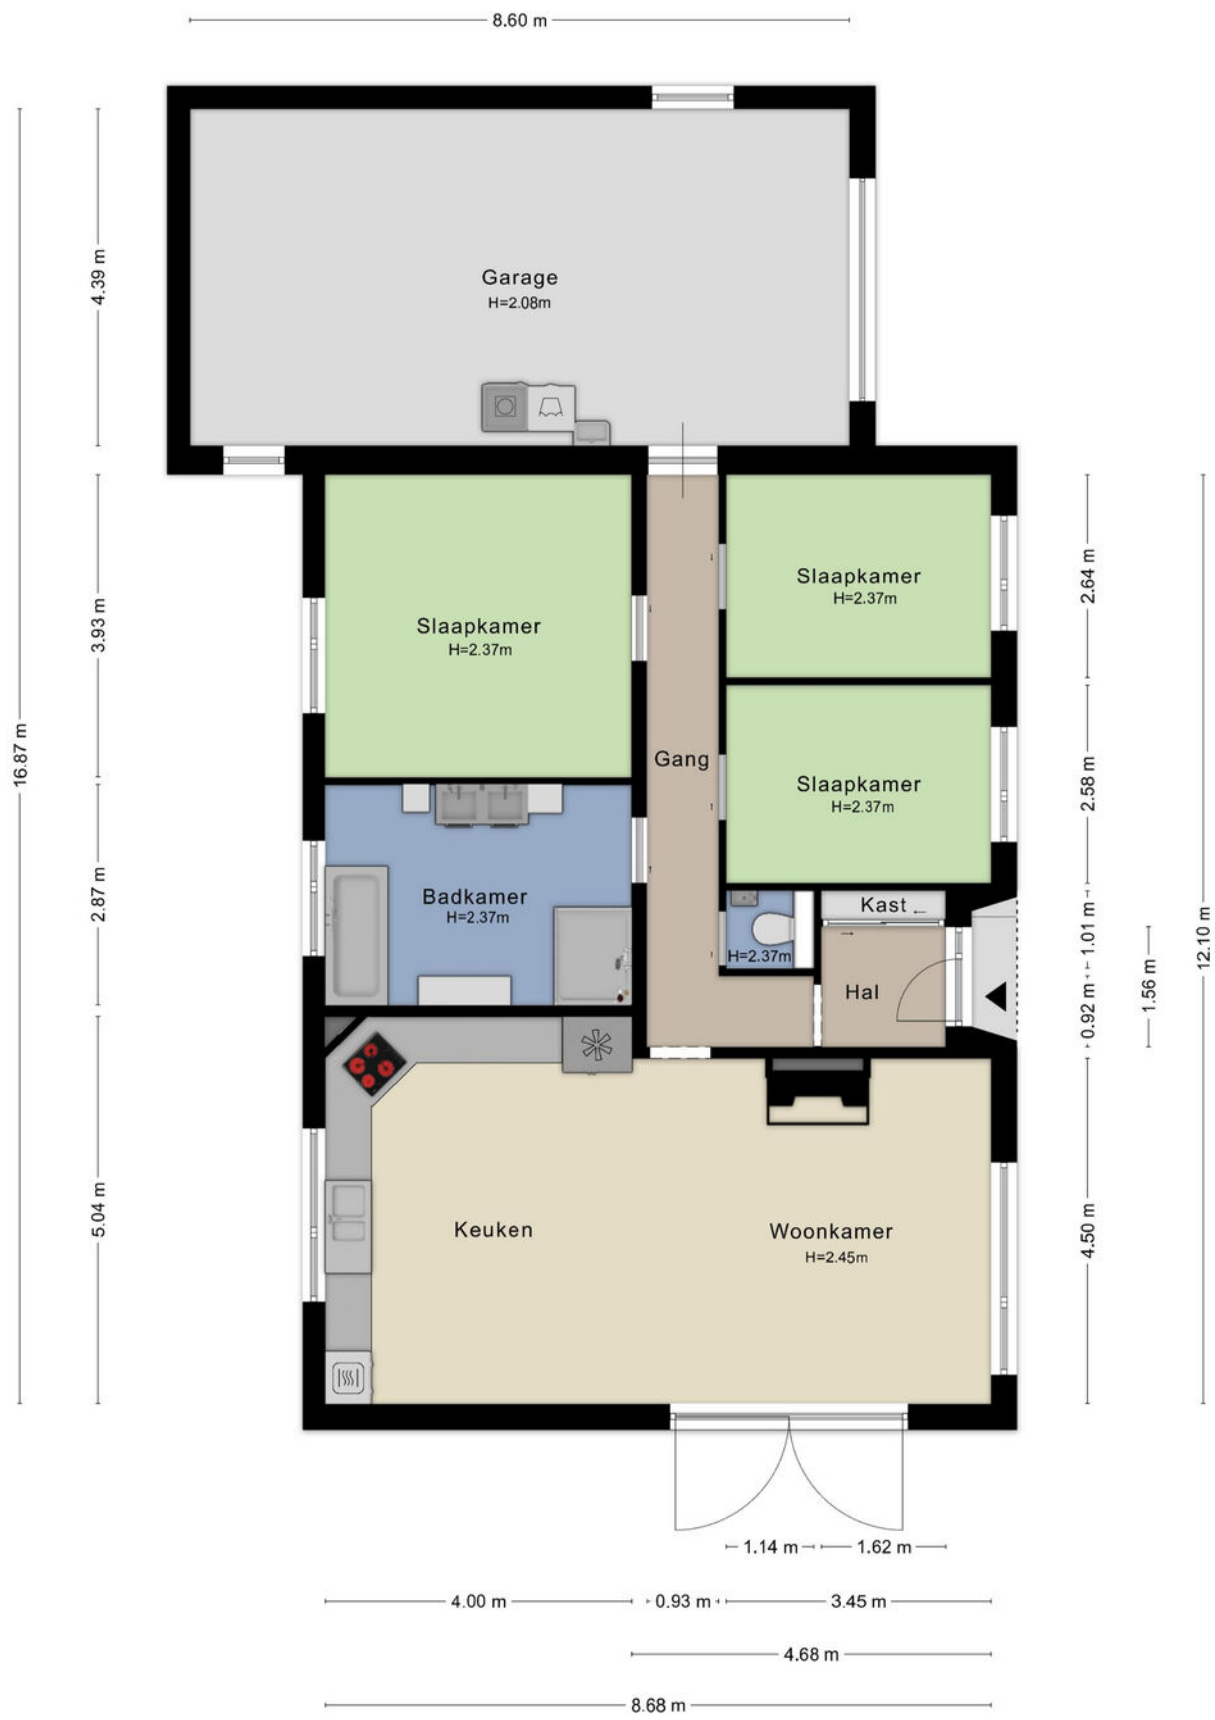 8.60 m
16.87 m
4.39 m
Garage
H=2.08m
3.93 m
Slaapkamer
H=2.37m
Slaapkamer
H=2.37m
2.64 m
Gang
Slaapkamer
H=2.37m
2.58 m
2.87 m
Badkamer
H=2.37m
H=2.37m
Kast
Hal
1.01 m
0.92 m
1.56 m
12.10 m
5.04 m
Keuken
Woonkamer
H=2.45m
4.50 m
1.14 m
1.62 m
4.00 m
0.93 m
3.45 m
4.68 m
8.68 m